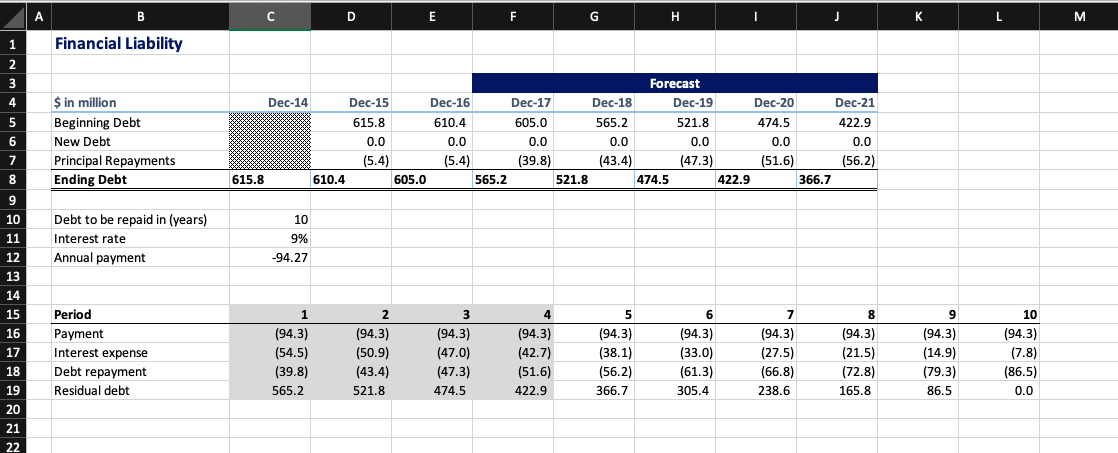 A B C D E F G H I J K L M
1 Financial Liability
2
3 Forecast
4 $ in million Dec-14 Dec-15 Dec-16 Dec-17 Dec-18 Dec-19 Dec-20 Dec-21
5 Beginning Debt 615.8 610.4 605.0 565.2 521.8 474.5 422.9
6 New Debt 0.0 0.0 0.0 0.0 0.0 0.0 0.0
7 Principal Repayments (5.4) (5.4) (39.8) (43.4) (47.3) (51.6) (56.2)
8 Ending Debt 615.8 610.4 605.0 565.2 521.8 474.5 422.9 366.7
9
10 Debt to be repaid in (years) 10
11 Interest rate 9%
12 Annual payment -94.27
13
14
15 Period 1 2 3 4 5 6 7 8 9 10
16 Payment (94.3) (94.3) (94.3) (94.3) (94.3) (94.3) (94.3) (94.3) (94.3) (94.3)
17 Interest expense (54.5) (50.9) (47.0) (42.7) (38.1) (33.0) (27.5) (21.5) (14.9) (7.8)
18 Debt repayment (39.8) (43.4) (47.3) (51.6) (56.2) (61.3) (66.8) (72.8) (79.3) (86.5)
19 Residual debt 565.2 521.8 474.5 422.9 366.7 305.4 238.6 165.8 86.5 0.0
20
21
22